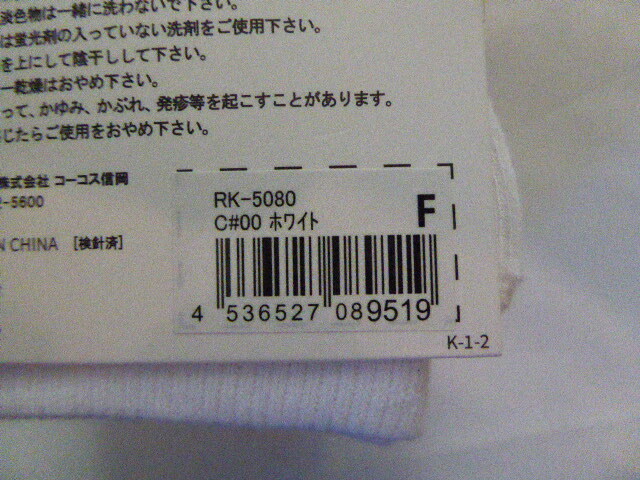 淡色物は一緒に洗わないで下さい。
は蛍光剤の入っていない洗剤をご使用下さい。
を上にして陰干しして下さい。
ー乾燥はおやめ下さい。
って、かゆみ、かぶれ、発疹等を起こすことがあります。
じたらご使用をおやめ下さい。
株式会社 コーコス信岡
-5600
N CHINA [検針済]
RK-5080
C#00 ホワイト
F
4 536527 089519
K-1-2